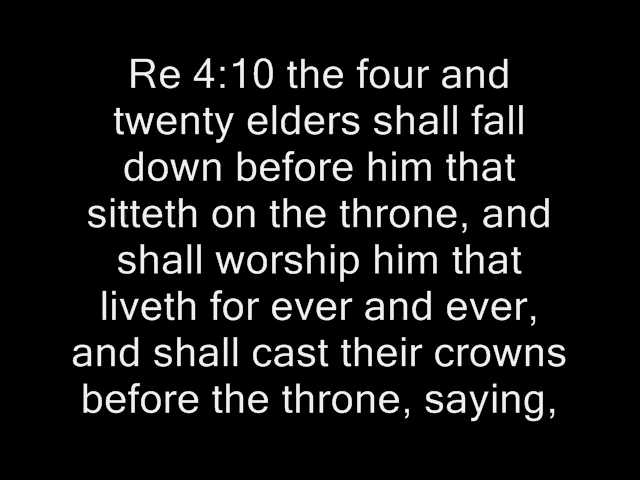 Re 4:10 the four and
twenty elders shall fall
down before him that
sitteth on the throne, and
shall worship him that
liveth for ever and ever,
and shall cast their crowns
before the throne, saying,